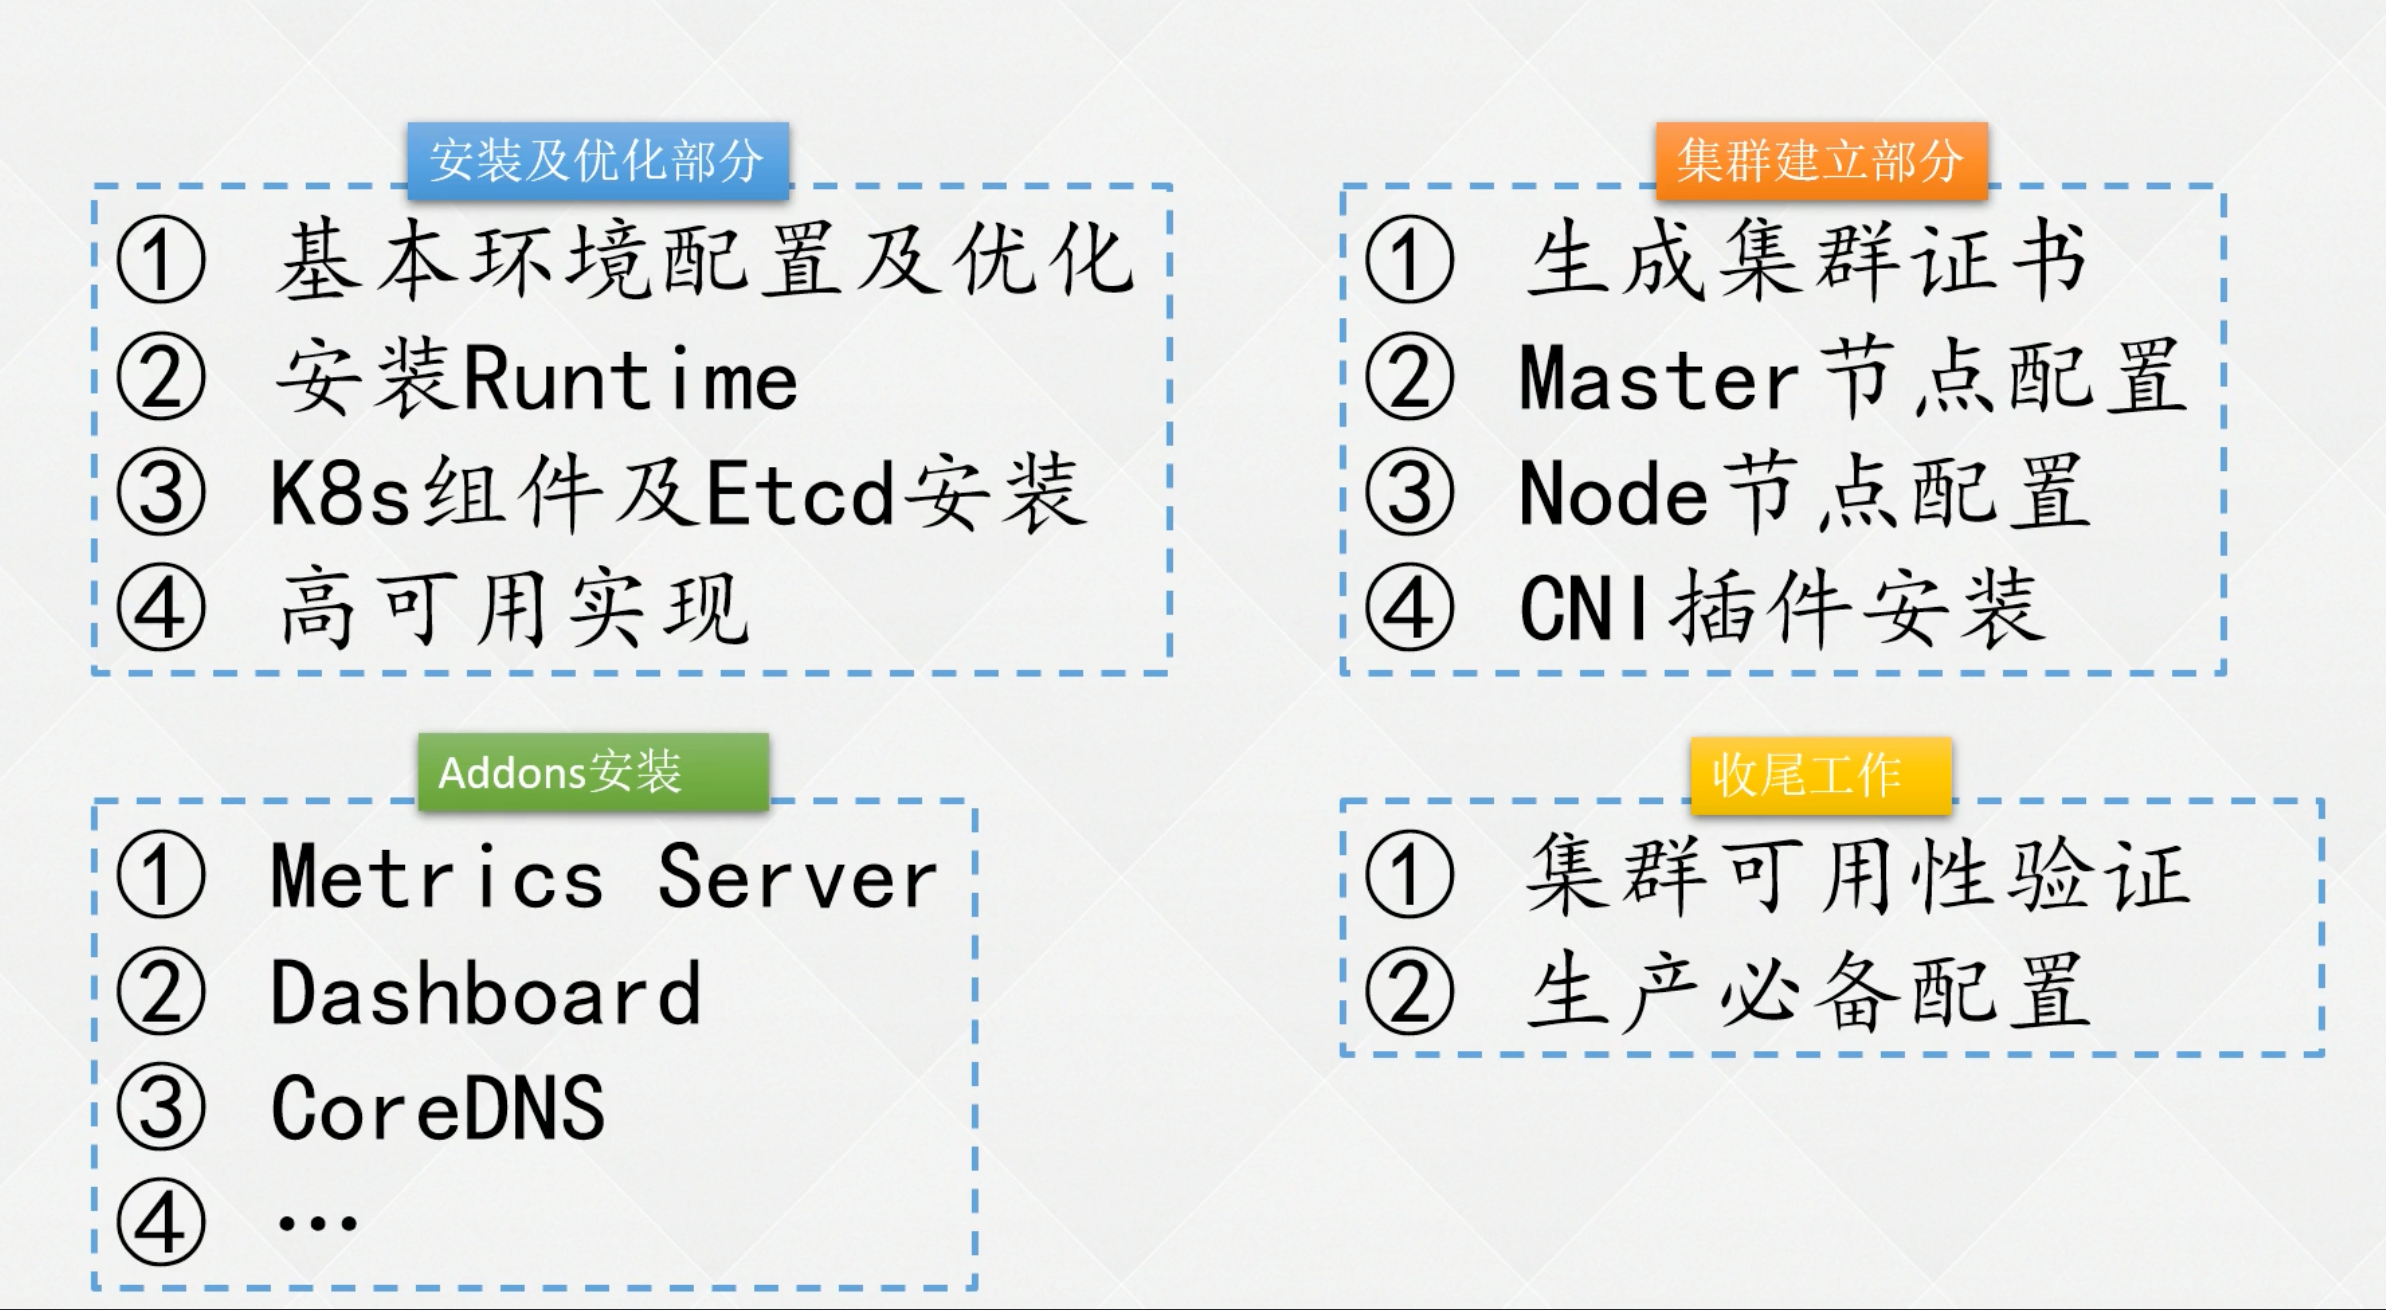 安装及优化部分
① 基本环境配置及优化
② 安装Runtime
③ K8s组件及Etcd安装
④ 高可用实现
集群建立部分
① 生成集群证书
② Master节点配置
③ Node节点配置
④ CNI插件安装
Addons安装
① Metrics Server
② Dashboard
③ CoreDNS
④ …
收尾工作
① 集群可用性验证
② 生产必备配置